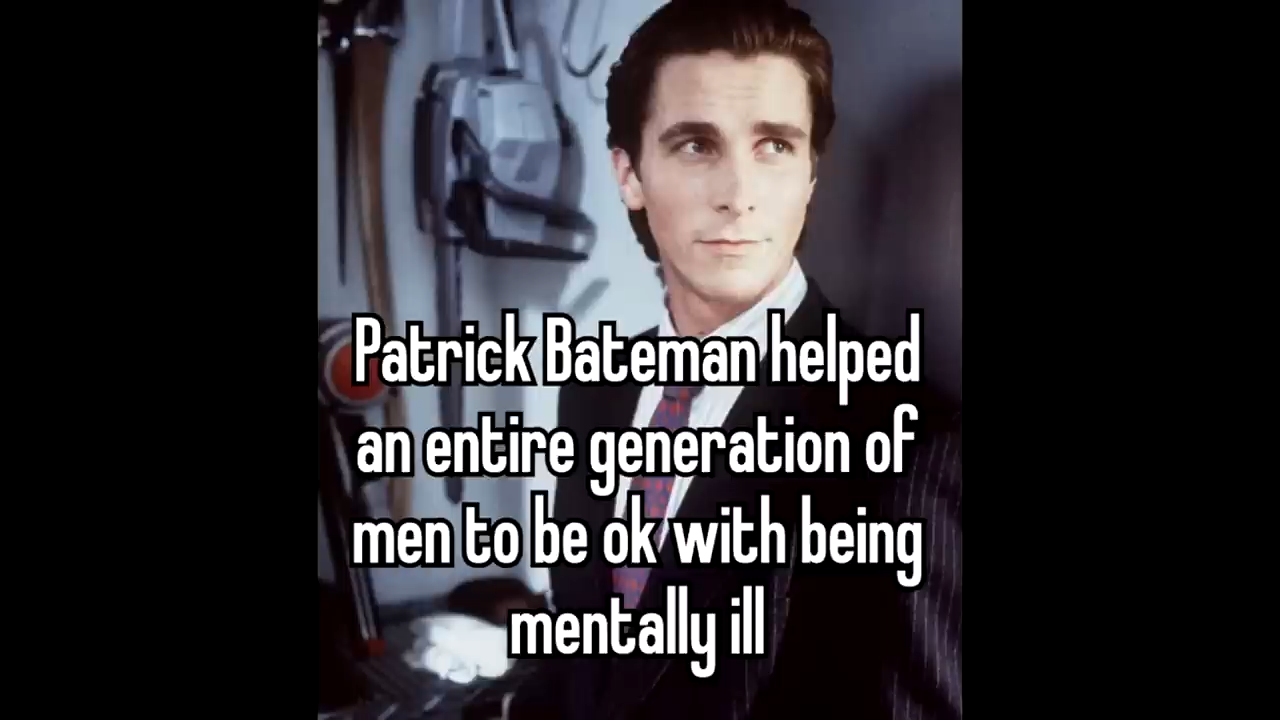 Patrick Bateman helped
an entire generation of
men to be ok with being
mentally ill